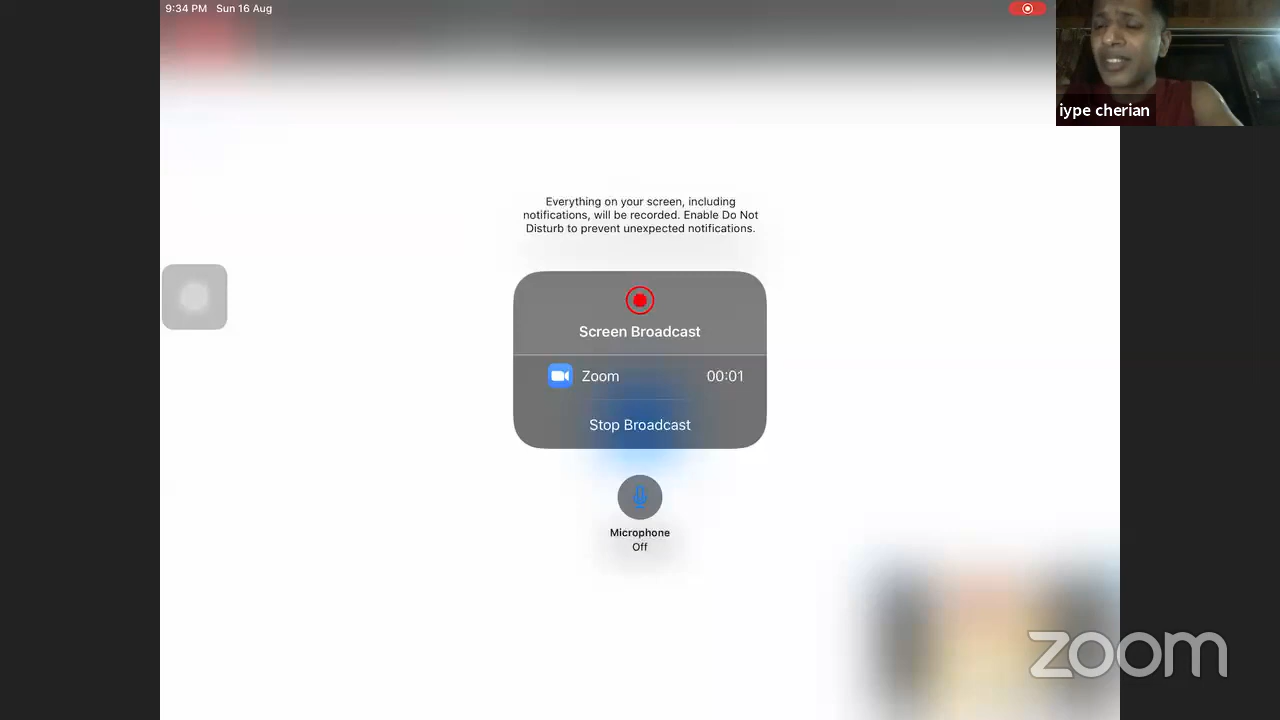 9:34 PM Sun 16 Aug
iype cherian
Everything on your screen, including
notifications, will be recorded. Enable Do Not
Disturb to prevent unexpected notifications.
Screen Broadcast
Zoom 00:01
Stop Broadcast
Microphone
Off
zoom